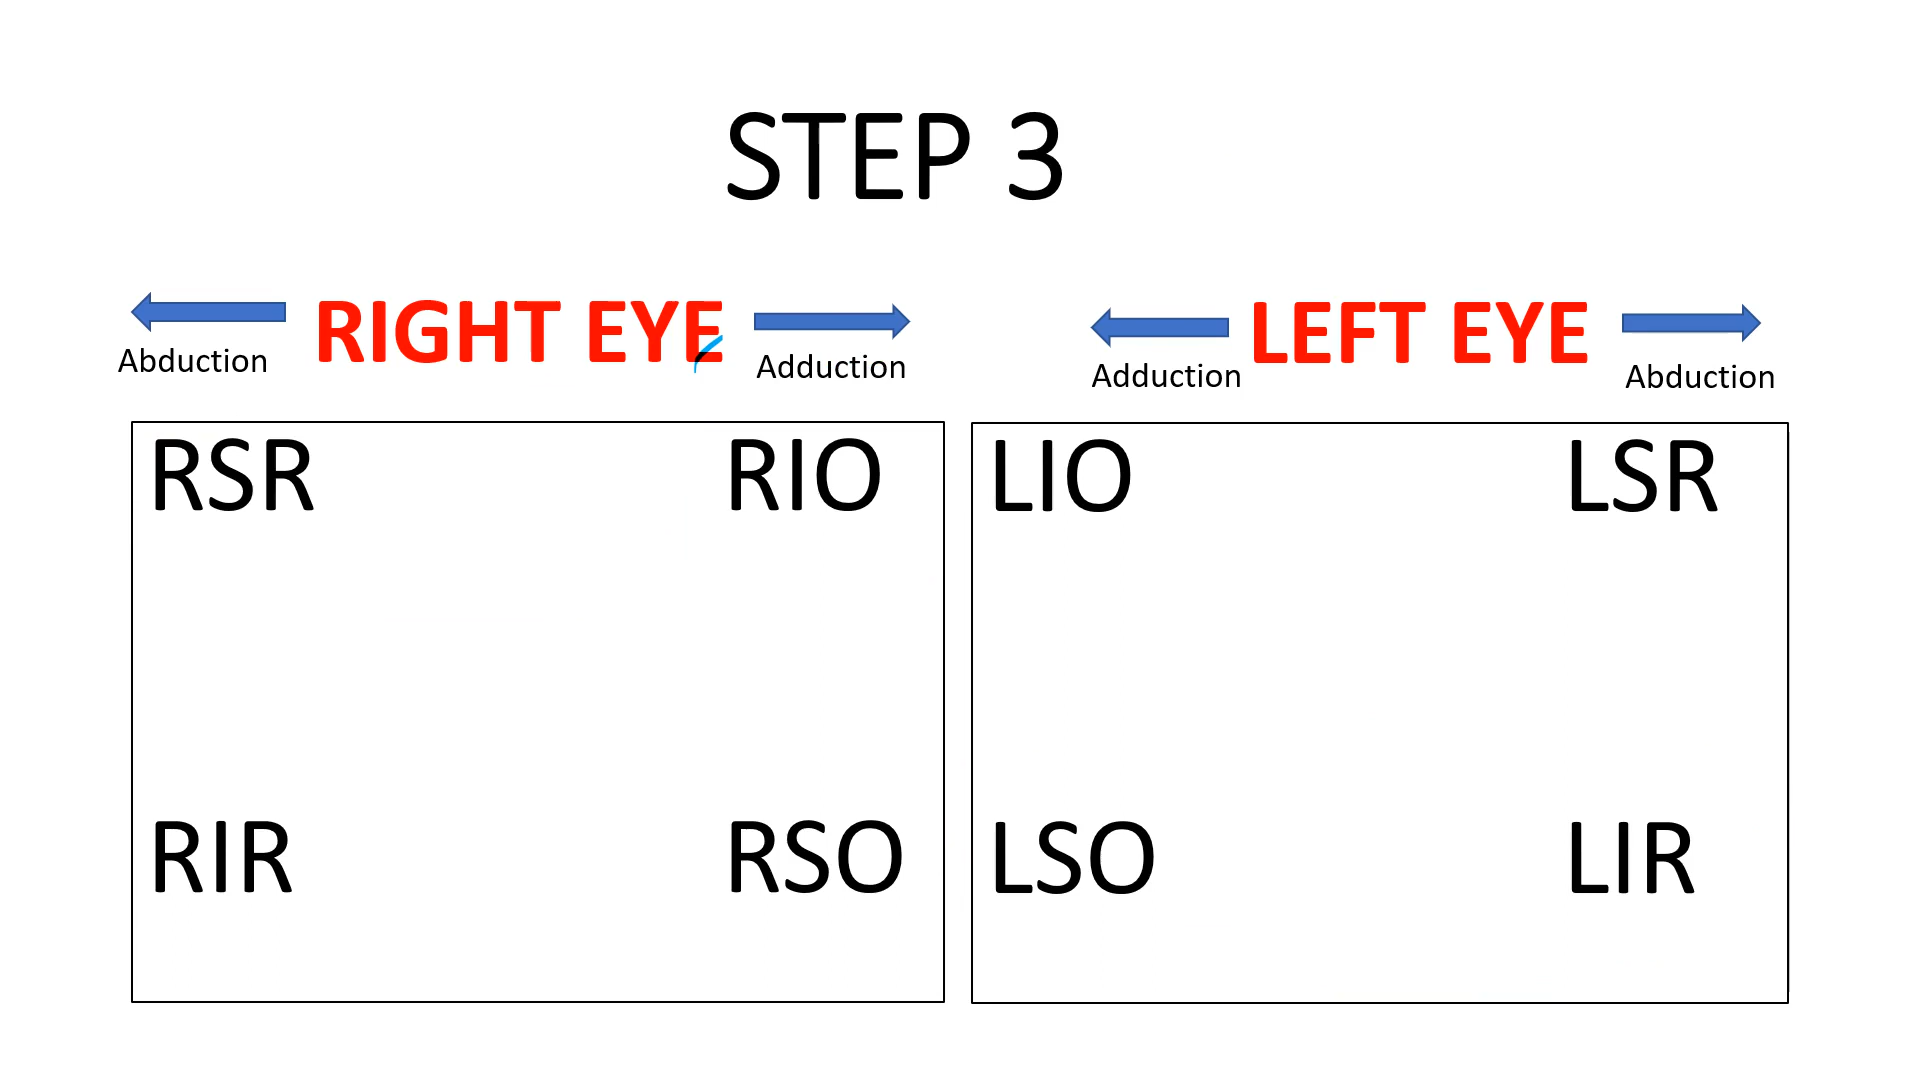 STEP 3
RIGHT EYE
LEFT EYE
Abduction
Adduction
Adduction
Abduction
RSR
RIO
LIO
LSR
RIR
RSO
LSO
LIR